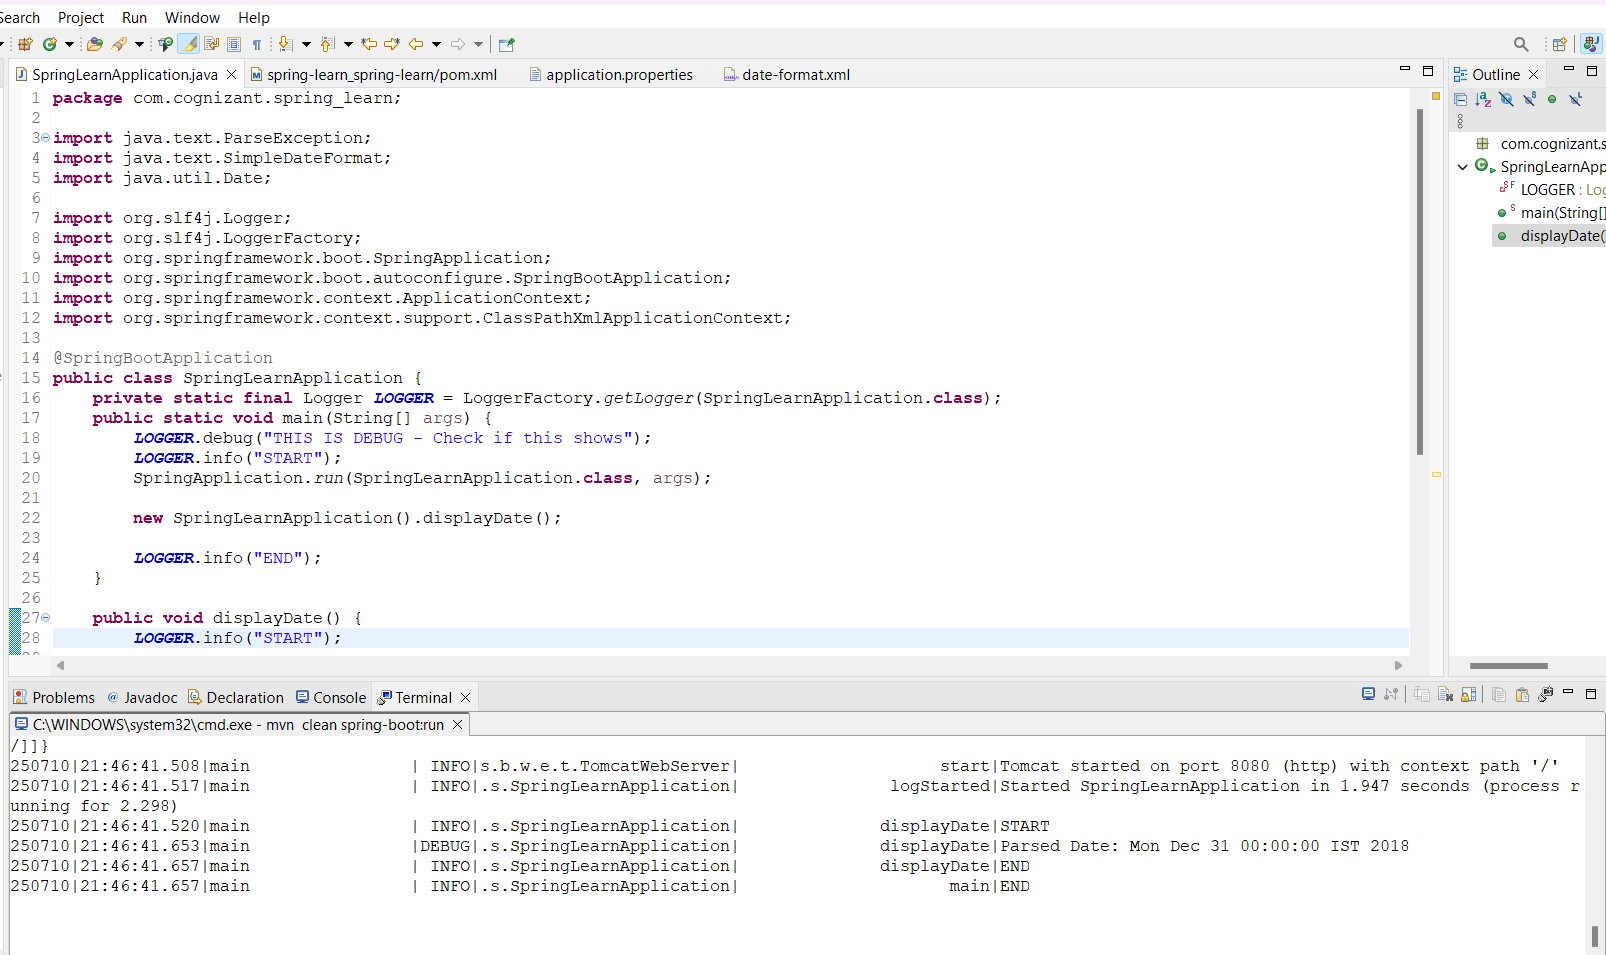 Search Project Run Window Help
SpringLearnApplication.java spring-learn_spring-learn/pom.xml application.properties date-format.xml
1 package com.cognizant.spring_learn;
2
3 import java.text.ParseException;
4 import java.text.SimpleDateFormat;
5 import java.util.Date;
6
7 import org.slf4j.Logger;
8 import org.slf4j.LoggerFactory;
9 import org.springframework.boot.SpringApplication;
10 import org.springframework.boot.autoconfigure.SpringBootApplication;
11 import org.springframework.context.ApplicationContext;
12 import org.springframework.context.support.ClassPathXmlApplicationContext;
13
14 @SpringBootApplication
15 public class SpringLearnApplication {
16 private static final Logger LOGGER = LoggerFactory.getLogger(SpringLearnApplication.class);
17 public static void main(String[] args) {
18 LOGGER.debug("THIS IS DEBUG - Check if this shows");
19 LOGGER.info("START");
20 SpringApplication.run(SpringLearnApplication.class, args);
21
22 new SpringLearnApplication().displayDate();
23
24 LOGGER.info("END");
25 }
26
27 public void displayDate() {
28 LOGGER.info("START");
Outline
com.cognizant.s
SpringLearnApp
LOGGER : Log
main(String[]
displayDate(
Problems Javadoc Declaration Console Terminal
C:\WINDOWS\system32\cmd.exe - mvn clean spring-boot:run
/]]}
250710|21:46:41.508|main | INFO|s.b.w.e.t.TomcatWebServer| start|Tomcat started on port 8080 (http) with context path '/'
250710|21:46:41.517|main | INFO|.s.SpringLearnApplication| logStarted|Started SpringLearnApplication in 1.947 seconds (process r
unning for 2.298)
250710|21:46:41.520|main | INFO|.s.SpringLearnApplication| displayDate|START
250710|21:46:41.653|main |DEBUG|.s.SpringLearnApplication| displayDate|Parsed Date: Mon Dec 31 00:00:00 IST 2018
250710|21:46:41.657|main | INFO|.s.SpringLearnApplication| displayDate|END
250710|21:46:41.657|main | INFO|.s.SpringLearnApplication| main|END